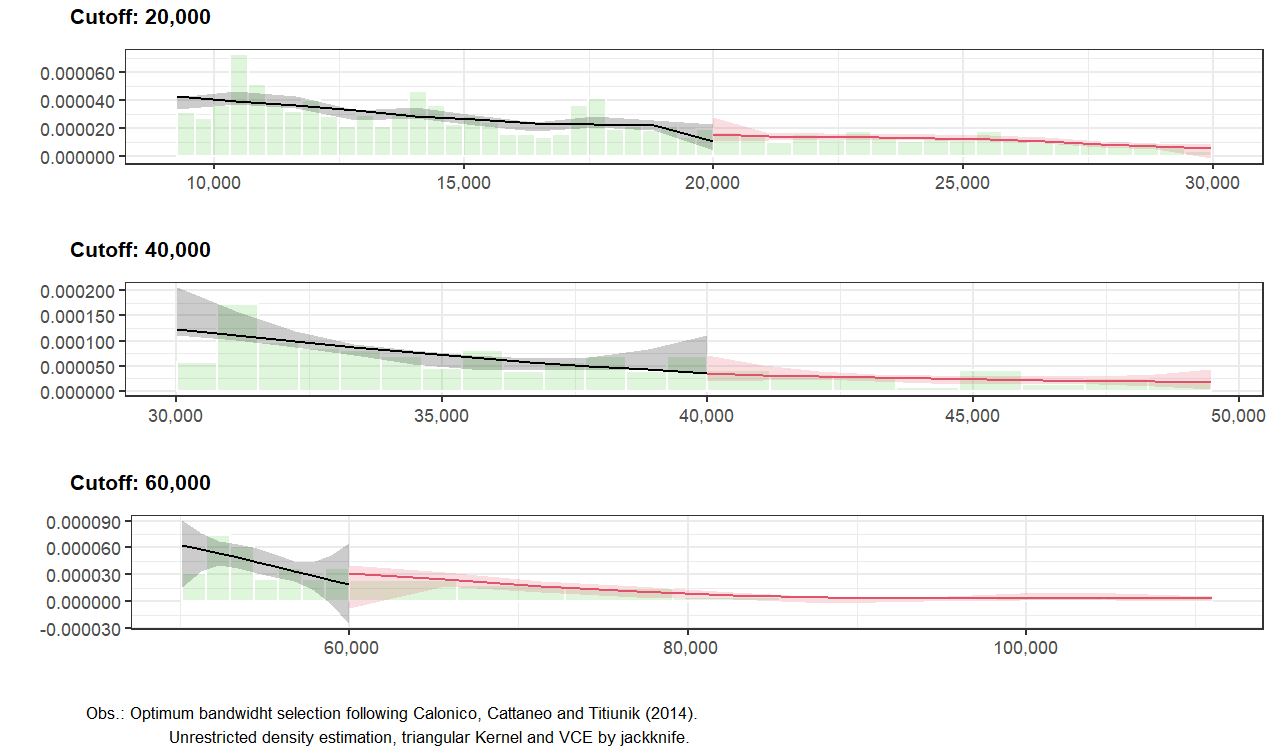 Cutoff: 20,000
0.000060
0.000040
0.000020
0.000000
10,000 15,000 20,000 25,000 30,000
Cutoff: 40,000
0.000200
0.000150
0.000100
0.000050
0.000000
30,000 35,000 40,000 45,000 50,000
Cutoff: 60,000
0.000090
0.000060
0.000030
0.000000
-0.000030
60,000 80,000 100,000
Obs.: Optimum bandwidht selection following Calonico, Cattaneo and Titiunik (2014).
Unrestricted density estimation, triangular Kernel and VCE by jackknife.